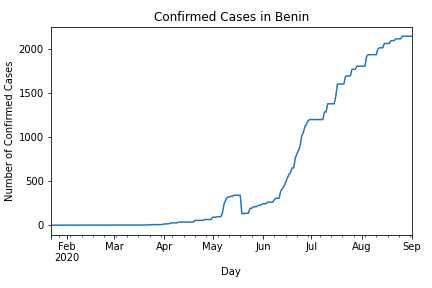 Confirmed Cases in Benin
Number of Confirmed Cases
2000
1500
1000
500
0
Feb Mar Apr May Jun Jul Aug Sep
2020
Day